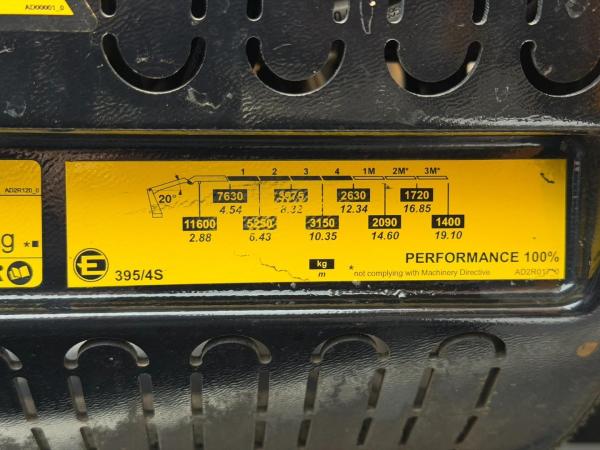 AD00001_0
AD2R120_0
1 2 3 4 1M 2M* 3M*
20°
7630 2630 1720
4.54 8.32 12.34 16.85
11600 3150 2090 1400
2.88 6.43 10.35 14.60 19.10
g *
E 395/4S
kg
m
PERFORMANCE 100%
* not complying with Machinery Directive